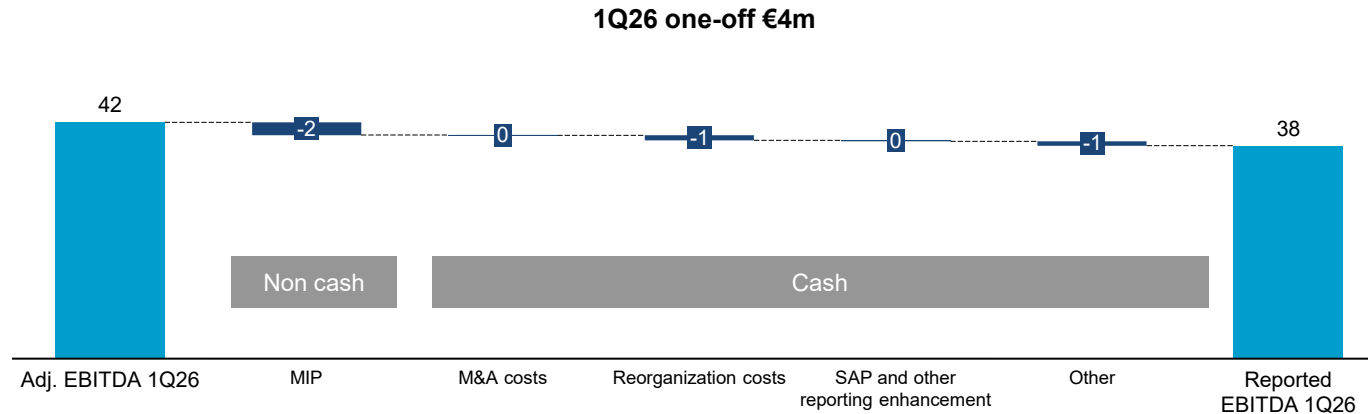 1Q26 one-off €4m
42
-2
0
-1
0
-1
38
Non cash
Cash
Adj. EBITDA 1Q26
MIP
M&A costs
Reorganization costs
SAP and other
reporting enhancement
Other
Reported
EBITDA 1Q26